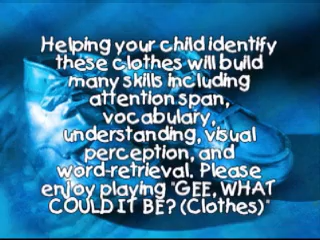 Helping your child identify
these clothes will build
many skills including
attention span,
vocabulary,
understanding, visual
perception, and
word-retrieval. Please
enjoy playing "GEE, WHAT
COULD IT BE? (Clothes)"